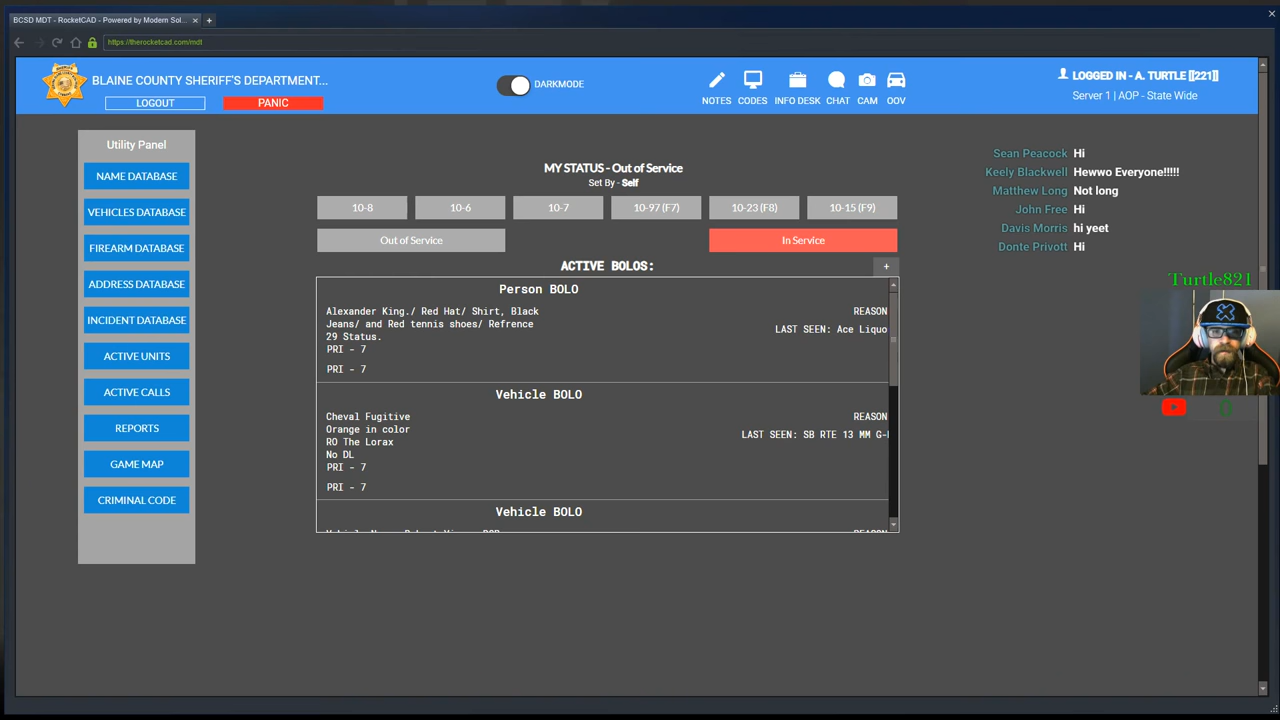 BCSD MDT - RocketCAD - Powered by Modern Sol...
https://therocketcad.com/mdt
BLAINE COUNTY SHERIFF'S DEPARTMENT...
LOGOUT
PANIC
DARKMODE
NOTES
CODES
INFO DESK
CHAT
CAM
OOV
LOGGED IN - A. TURTLE [[221]]
Server 1 | AOP - State Wide
Utility Panel
NAME DATABASE
VEHICLES DATABASE
FIREARM DATABASE
ADDRESS DATABASE
INCIDENT DATABASE
ACTIVE UNITS
ACTIVE CALLS
REPORTS
GAME MAP
CRIMINAL CODE
MY STATUS - Out of Service
Set By - Self
10-8
10-6
10-7
10-97 (F7)
10-23 (F8)
10-15 (F9)
Out of Service
In Service
ACTIVE BOLOS:
+
Person BOLO
Alexander King./ Red Hat/ Shirt, Black
Jeans/ and Red tennis shoes/ Refrence
29 Status.
PRI - 7
PRI - 7
REASON
LAST SEEN: Ace Liquo
Vehicle BOLO
Cheval Fugitive
Orange in color
RO The Lorax
No DL
PRI - 7
PRI - 7
REASON
LAST SEEN: SB RTE 13 MM G-
Vehicle BOLO
Sean Peacock Hi
Keely Blackwell Hewwo Everyone!!!!!
Matthew Long Not long
John Free Hi
Davis Morris hi yeet
Donte Privott Hi
Turtle821